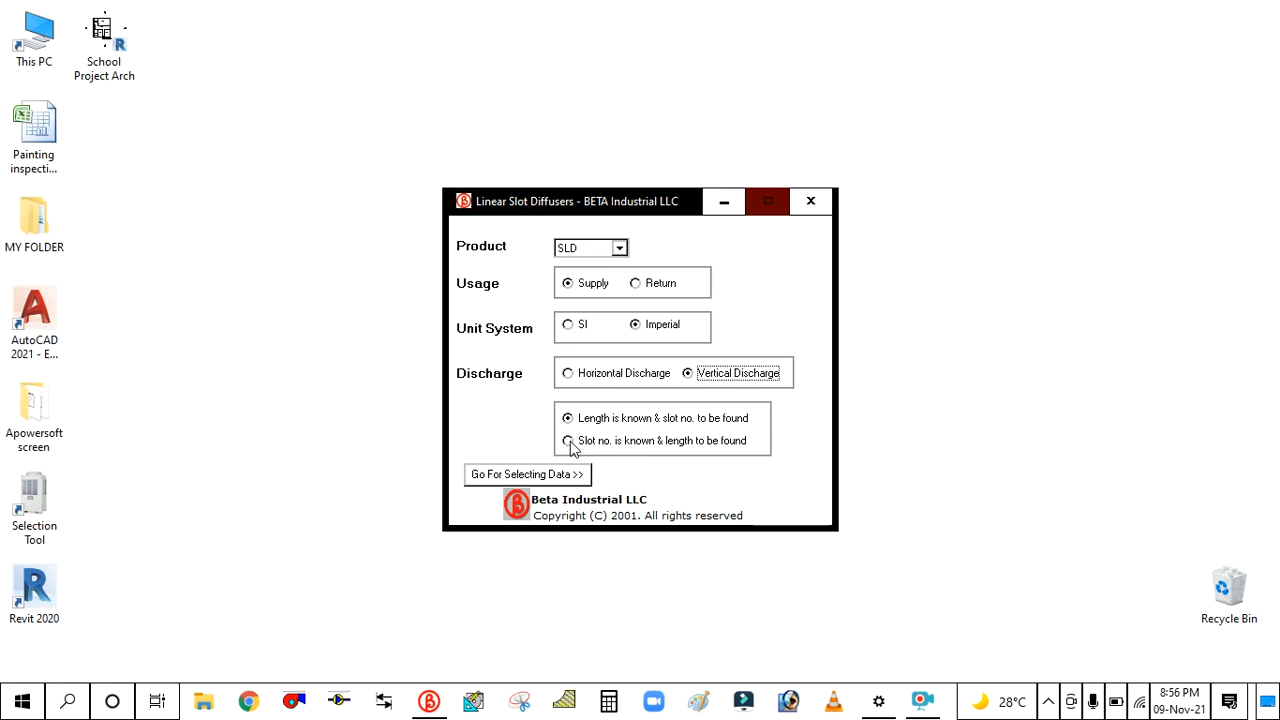 This PC
School
Project Arch
Painting
inspecti...
MY FOLDER
AutoCAD
2021 - E...
Apowersoft
screen
Selection
Tool
Revit 2020
Linear Slot Diffusers - BETA Industrial LLC
Product
SLD
Usage
Supply
Return
Unit System
SI
Imperial
Discharge
Horizontal Discharge
Vertical Discharge
Length is known & slot no. to be found
Slot no. is known & length to be found
Go For Selecting Data >>
Beta Industrial LLC
Copyright (C) 2001. All rights reserved
Recycle Bin
28°C
8:56 PM
09-Nov-21